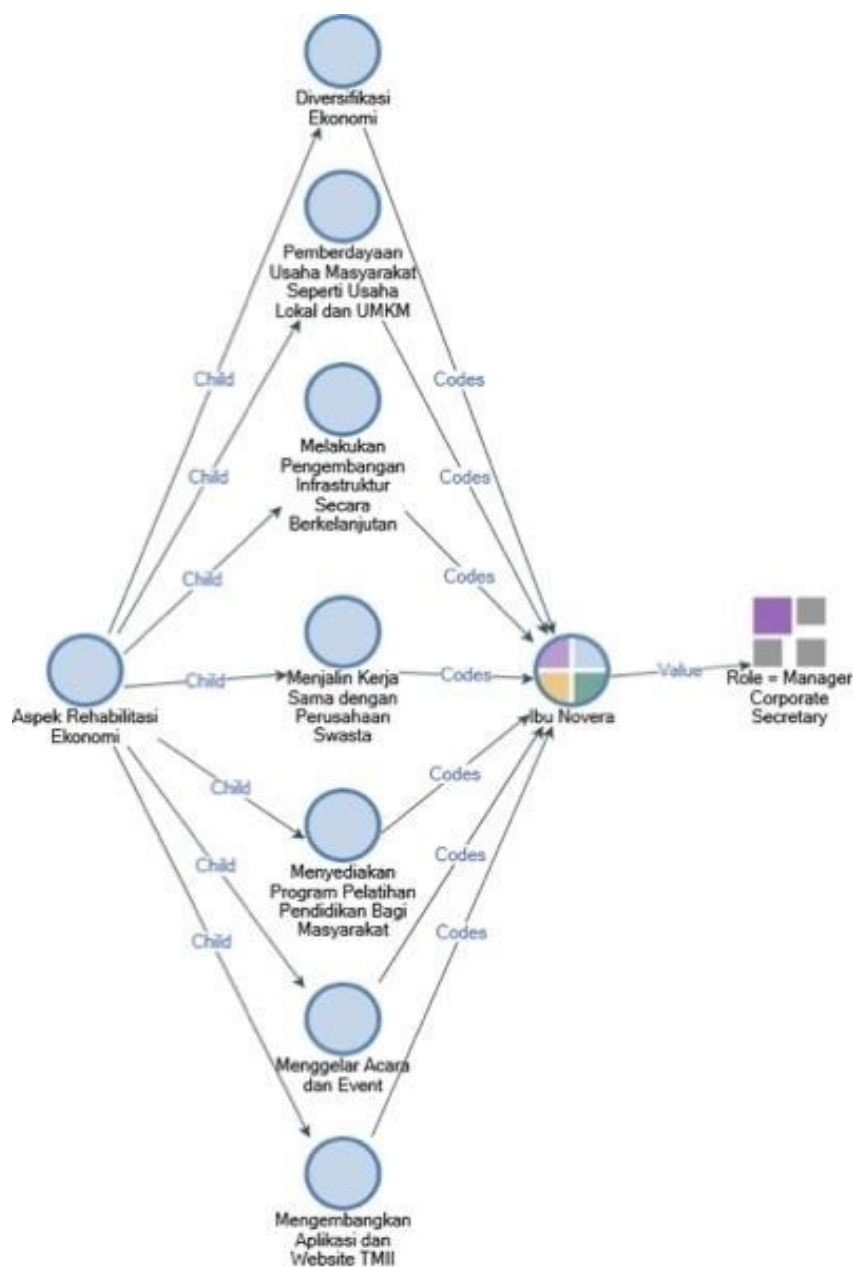 Diversifikasi
Ekonomi
Pemberdayaan
Usaha Masyarakat
Seperti Usaha
Lokal dan UMKM
Child
Codes
Melakukan
Pengembangan
Infrastruktur
Secara
Berkelanjutan
Child
Codes
Child
Codes
Aspek Rehabilitasi
Ekonomi
Child
Menjalin Kerja
Sama dengan
Perusahaan
Swasta
Codes
Ibu Novera
Value
Role = Manager
Corporate
Secretary
Child
Codes
Menyediakan
Program Pelatihan
Pendidikan Bagi
Masyarakat
Child
Codes
Child
Codes
Menggelar Acara
dan Event
Mengembangkan
Aplikasi dan
Website TMII